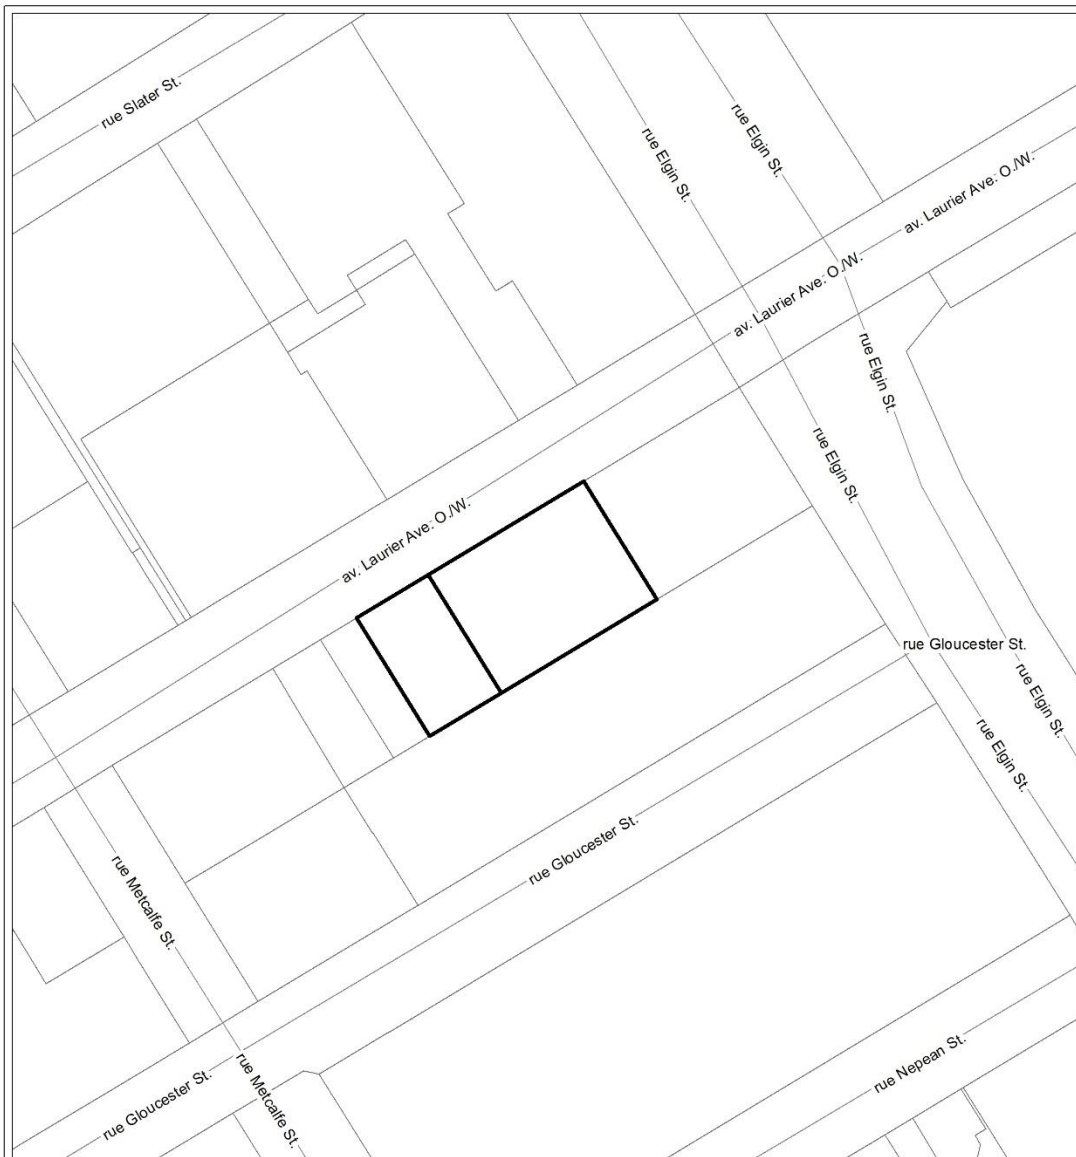 rue Slater St.
rue Elgin St.
rue Elgin St.
av. Laurier Ave. O./W.
av. Laurier Ave. O./W.
rue Elgin St.
rue Elgin St.
av. Laurier Ave. O./W.
rue Gloucester St.
rue Elgin St.
rue Elgin St.
rue Gloucester St.
rue Metcalfe St.
rue Nepean St.
rue Gloucester St.
rue Metcalfe St.